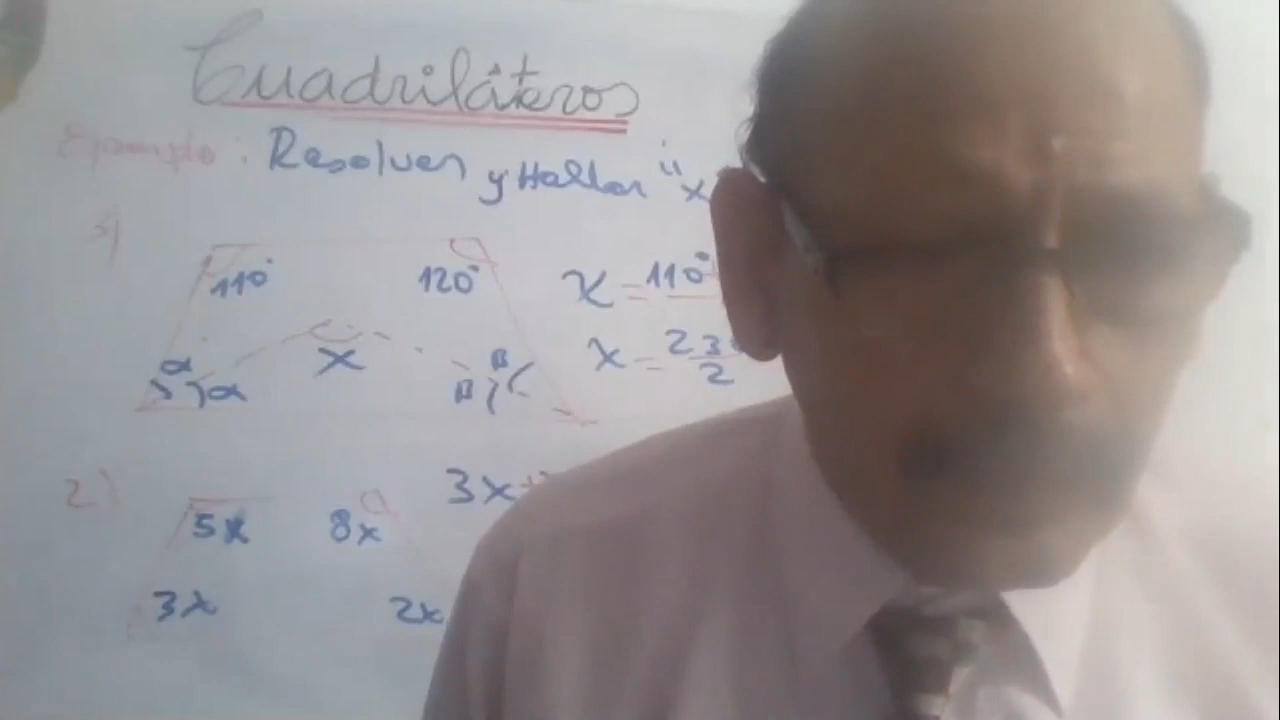 Cuadriláteros
Ejemplo: Resolver y Hallar "x
1)
110° 120°
x = 110°
α x B
α B
x = 23
2
2)
3x
5x 8x
3x 2x